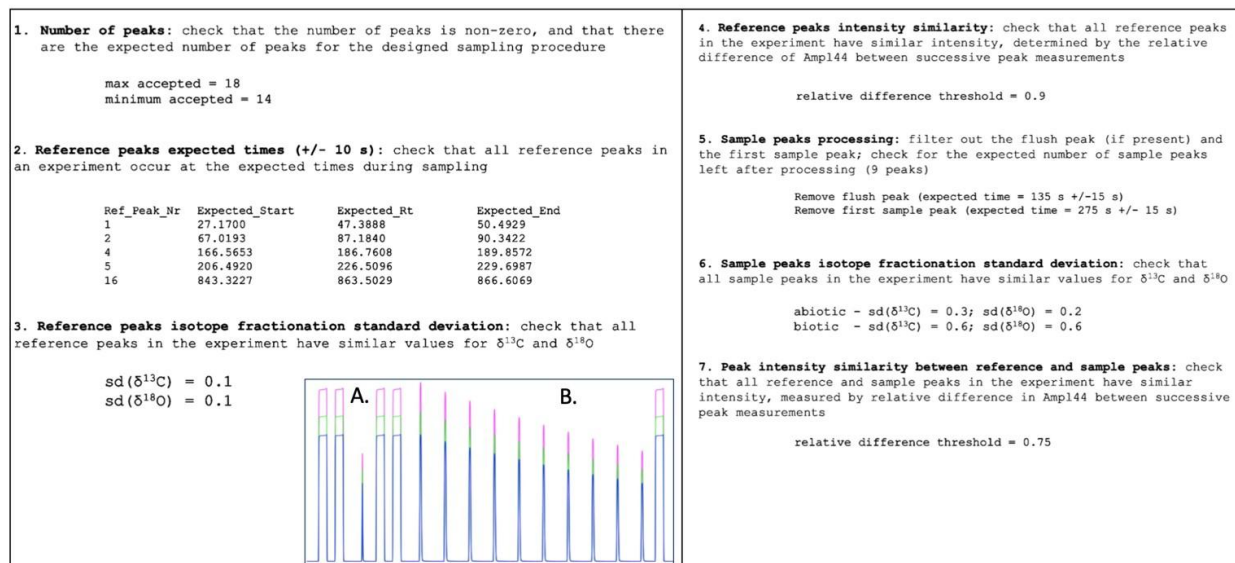 1. Number of peaks: check that the number of peaks is non-zero, and that there
are the expected number of peaks for the designed sampling procedure
max accepted = 18
minimum accepted = 14
2. Reference peaks expected times (+/- 10 s): check that all reference peaks in
an experiment occur at the expected times during sampling
Ref_Peak_Nr Expected_Start Expected_Rt Expected_End
1 27.1700 47.3888 50.4929
2 67.0193 87.1840 90.3422
4 166.5653 186.7608 189.8572
5 206.4920 226.5096 229.6987
16 843.3227 863.5029 866.6069
3. Reference peaks isotope fractionation standard deviation: check that all
reference peaks in the experiment have similar values for δ¹³C and δ¹⁸O
sd(δ¹³C) = 0.1
sd(δ¹⁸O) = 0.1
A.
B.
4. Reference peaks intensity similarity: check that all reference peaks
in the experiment have similar intensity, determined by the relative
difference of Ampl44 between successive peak measurements
relative difference threshold = 0.9
5. Sample peaks processing: filter out the flush peak (if present) and
the first sample peak; check for the expected number of sample peaks
left after processing (9 peaks)
Remove flush peak (expected time = 135 s +/-15 s)
Remove first sample peak (expected time = 275 s +/- 15 s)
6. Sample peaks isotope fractionation standard deviation: check that
all sample peaks in the experiment have similar values for δ¹³C and δ¹⁸O
abiotic - sd(δ¹³C) = 0.3; sd(δ¹⁸O) = 0.2
biotic - sd(δ¹³C) = 0.6; sd(δ¹⁸O) = 0.6
7. Peak intensity similarity between reference and sample peaks: check
that all reference and sample peaks in the experiment have similar
intensity, measured by relative difference in Ampl44 between successive
peak measurements
relative difference threshold = 0.75